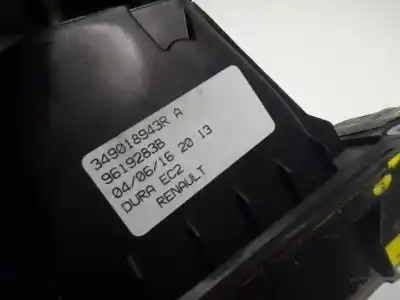 349018943R A
9619283B
04/06/16 20 13
DURA EC2
RENAULT